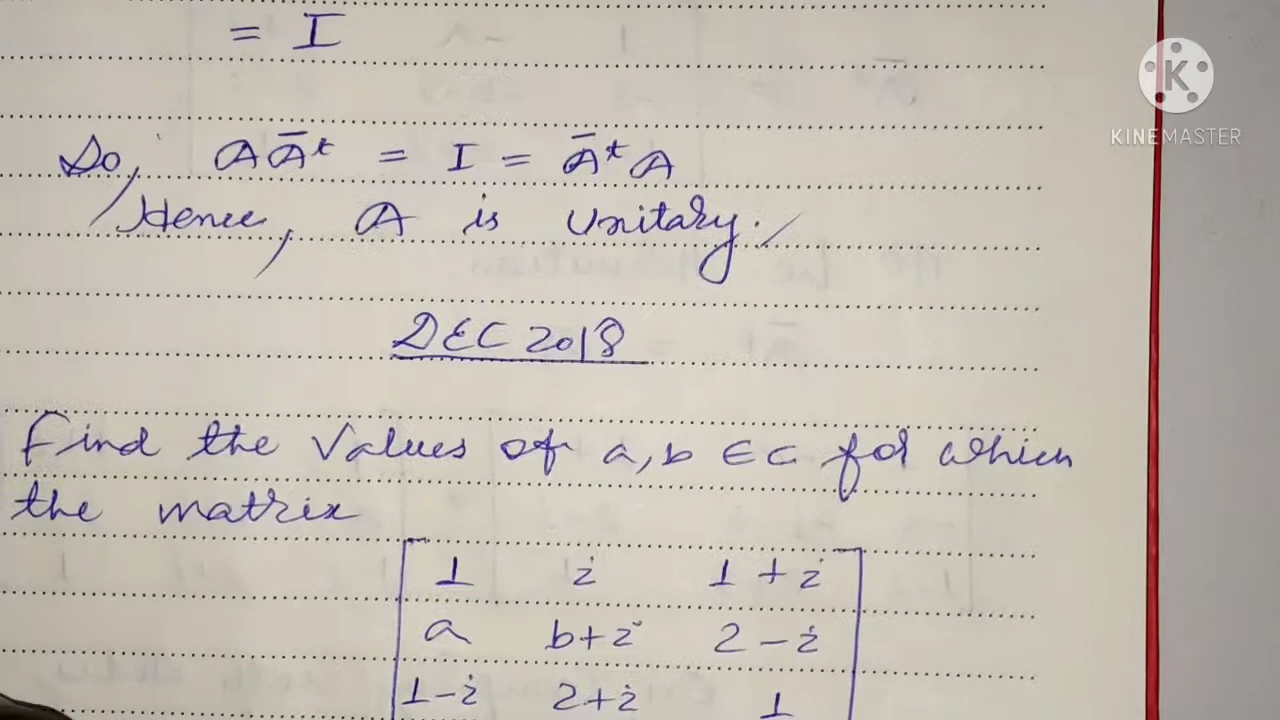 = I
So, AĀᵗ = I = ĀᵗA
Hence, A is Unitary.
DEC 2018
Find the Values of a, b ∈ C for which
the matrix
1 i 1 + i
a b+i 2 - i
1-i 2+i 1
K
KINEMASTER